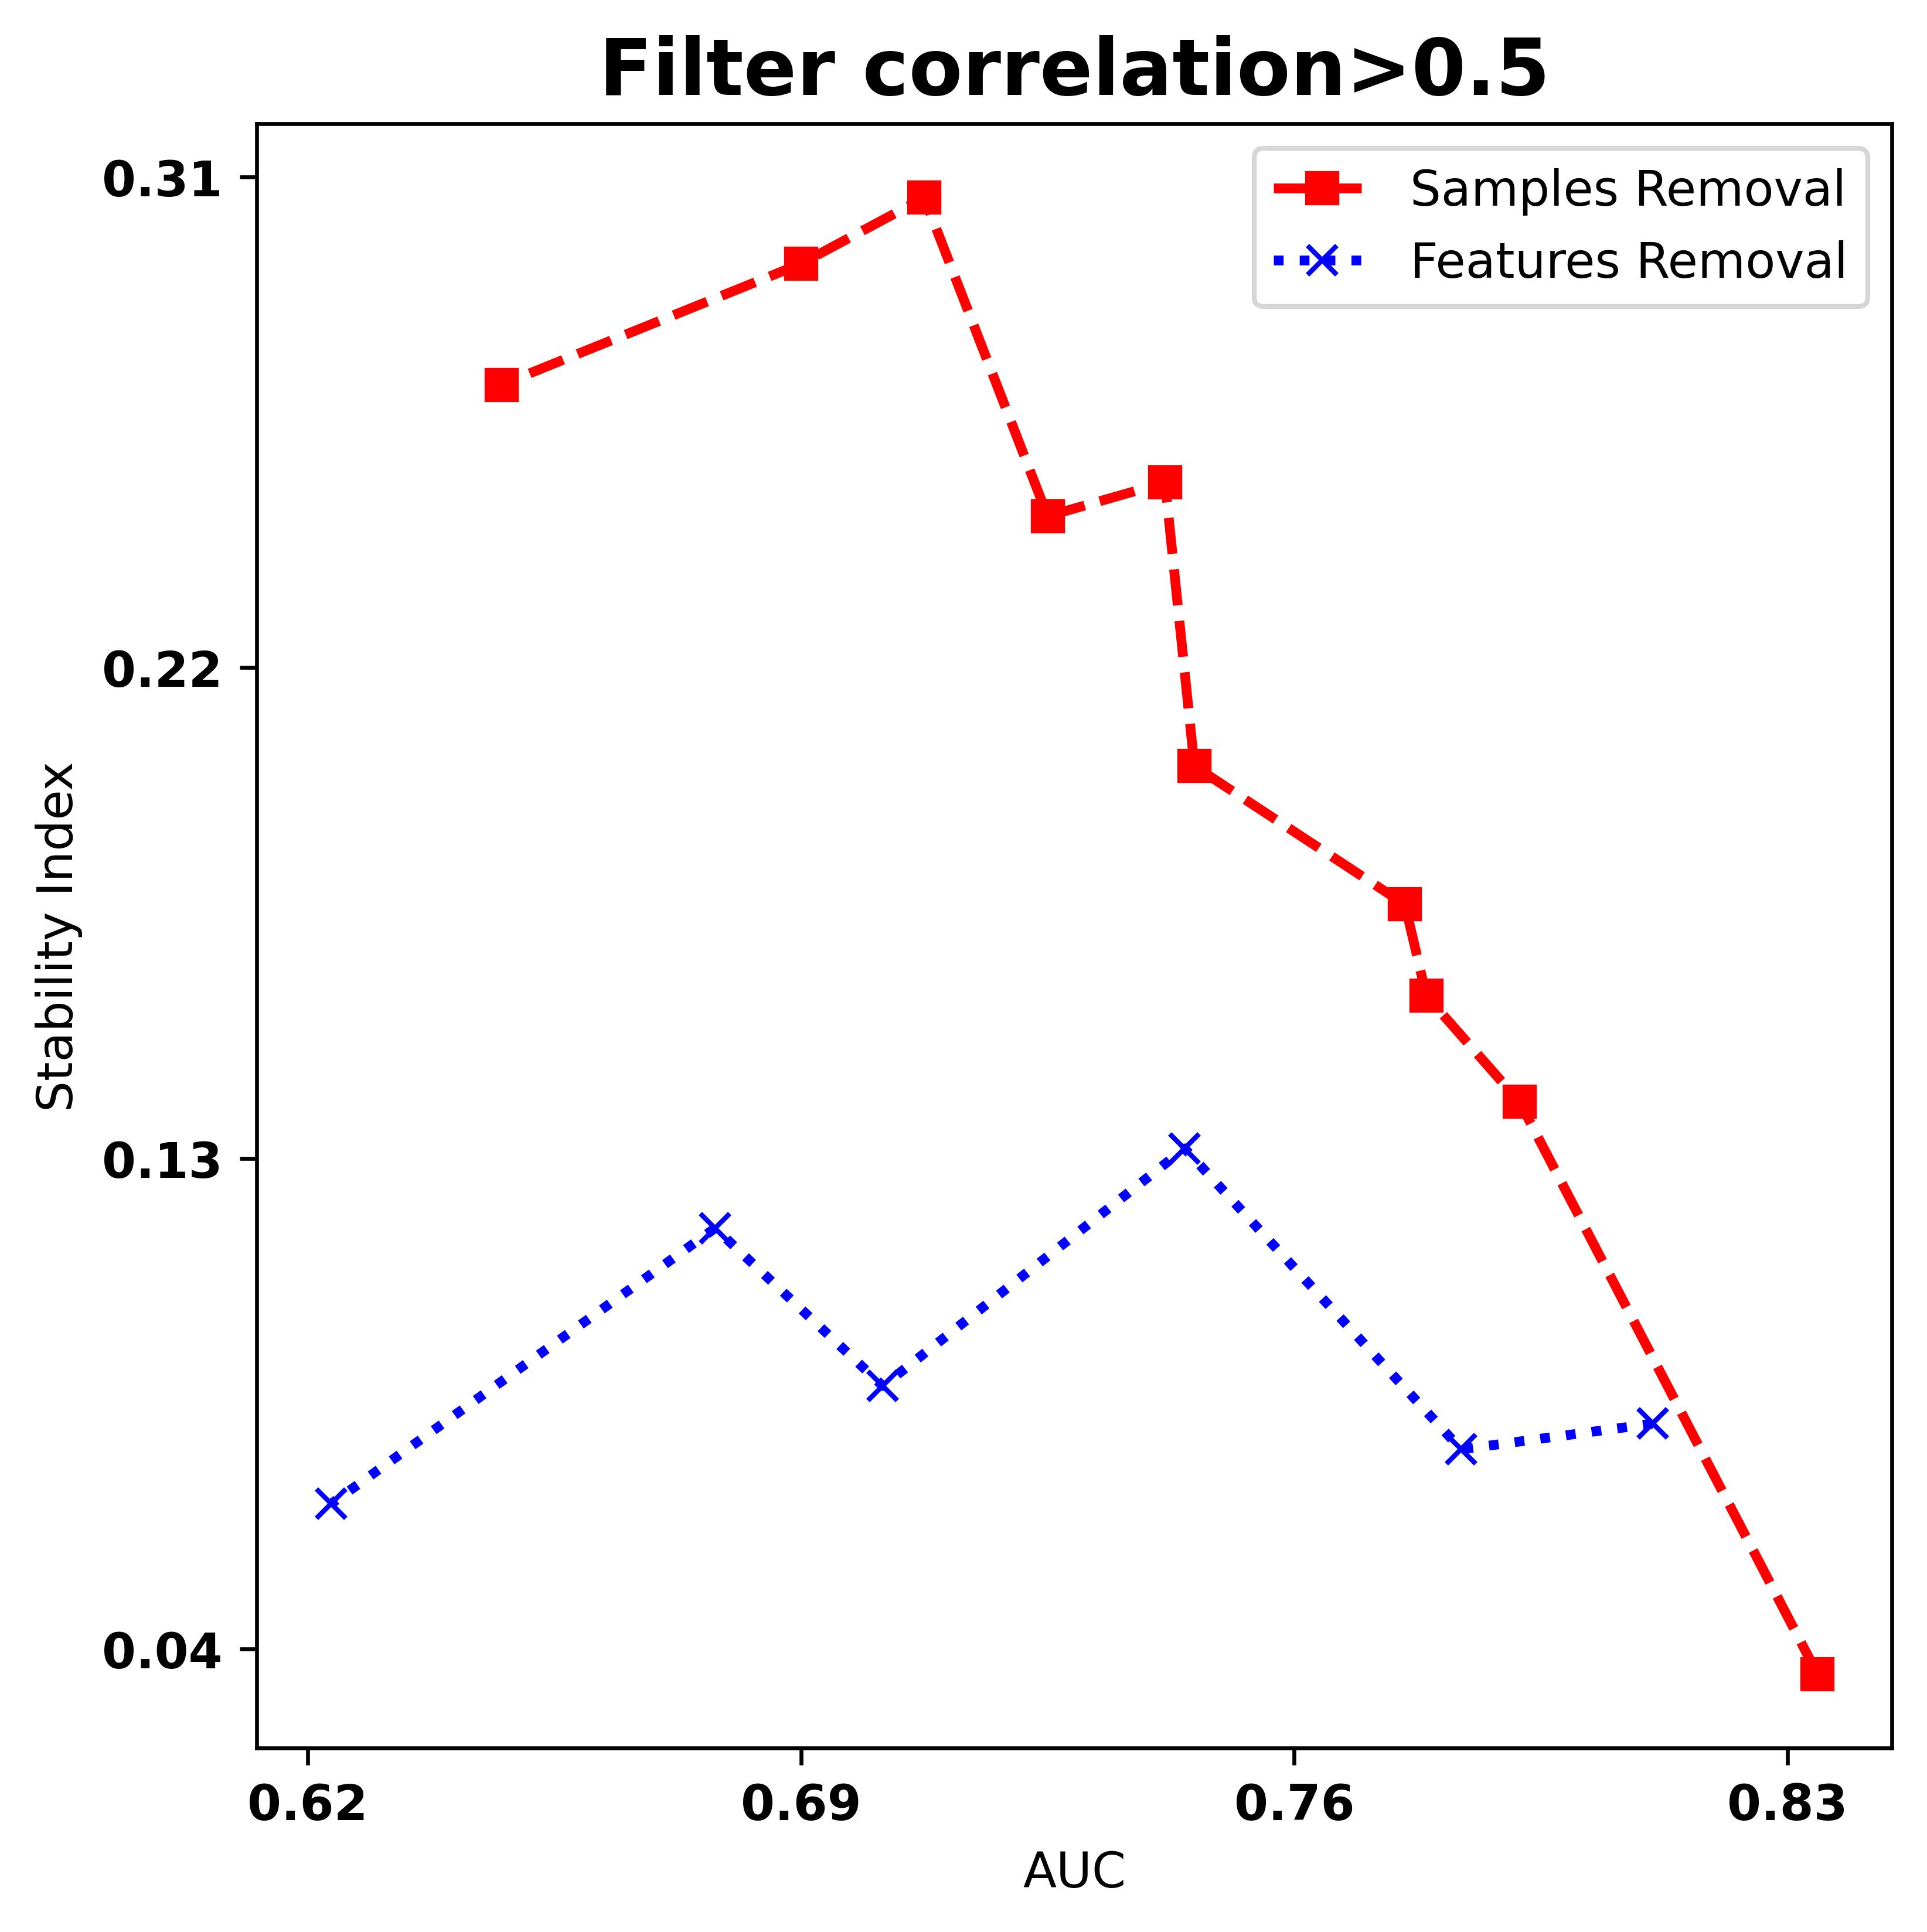 Filter correlation>0.5
Samples Removal
Features Removal
0.31
0.22
0.13
0.04
Stability Index
0.62 0.69 0.76 0.83
AUC